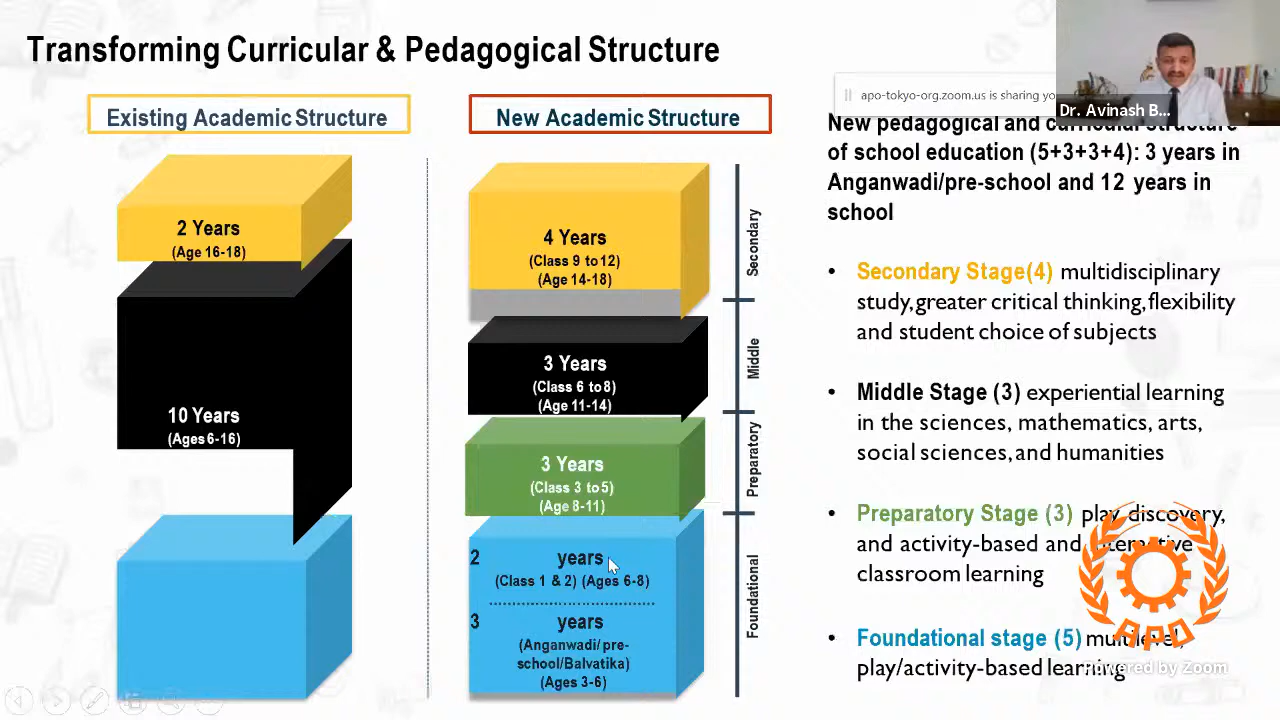 Transforming Curricular & Pedagogical Structure
Existing Academic Structure
2 Years
(Age 16-18)
10 Years
(Ages 6-16)
New Academic Structure
4 Years
(Class 9 to 12)
(Age 14-18)
Secondary
3 Years
(Class 6 to 8)
(Age 11-14)
Middle
3 Years
(Class 3 to 5)
(Age 8-11)
Preparatory
2 years
(Class 1 & 2) (Ages 6-8)
3 years
(Anganwadi/ pre-
school/Balvatika)
(Ages 3-6)
Foundational
apo-tokyo-org.zoom.us is sharing yo
Dr. Avinash B...
New pedagogical and curricular structure
of school education (5+3+3+4): 3 years in
Anganwadi/pre-school and 12 years in
school
• Secondary Stage(4) multidisciplinary
study, greater critical thinking, flexibility
and student choice of subjects
• Middle Stage (3) experiential learning
in the sciences, mathematics, arts,
social sciences, and humanities
• Preparatory Stage (3) play, discovery,
and activity-based and interactive
classroom learning
• Foundational stage (5) multilevel,
play/activity-based learning
APO
Powered by Zoom